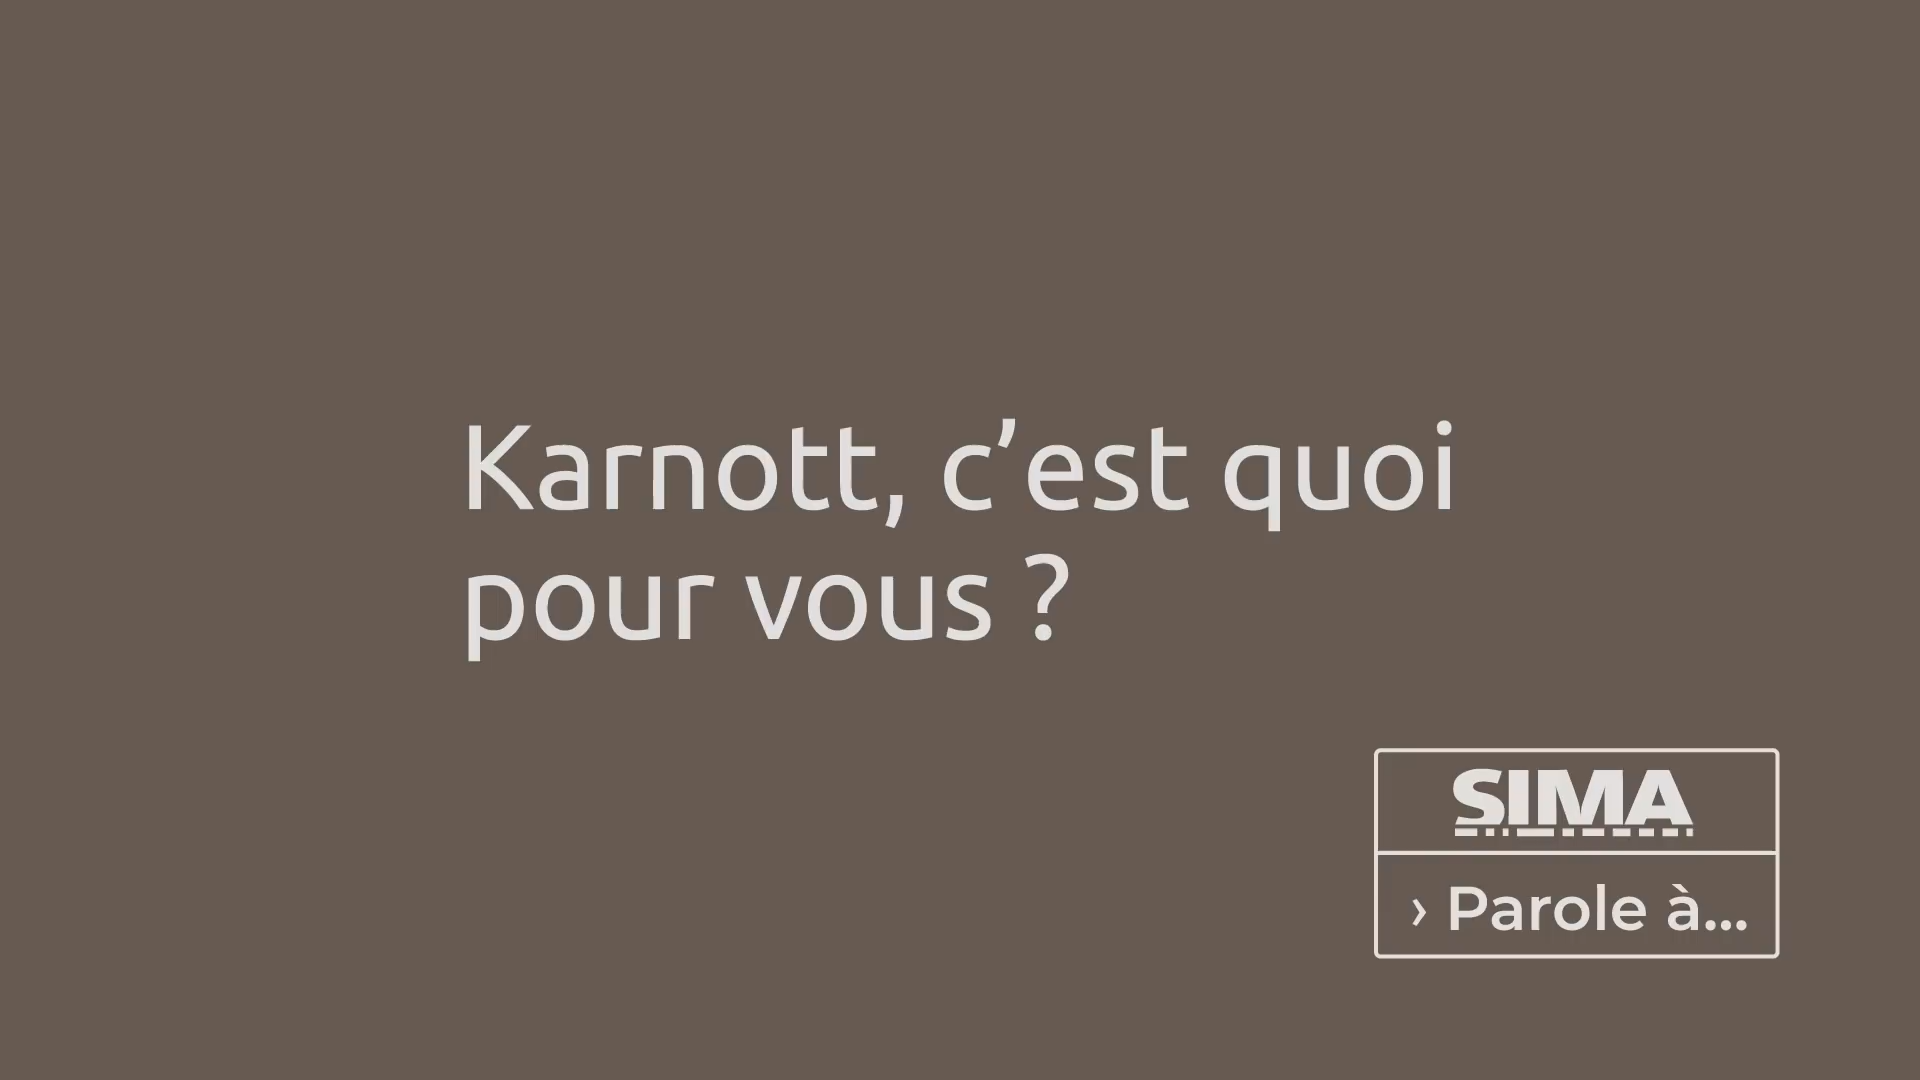 Karnott, c’est quoi
pour vous ?
SIMA
› Parole à...